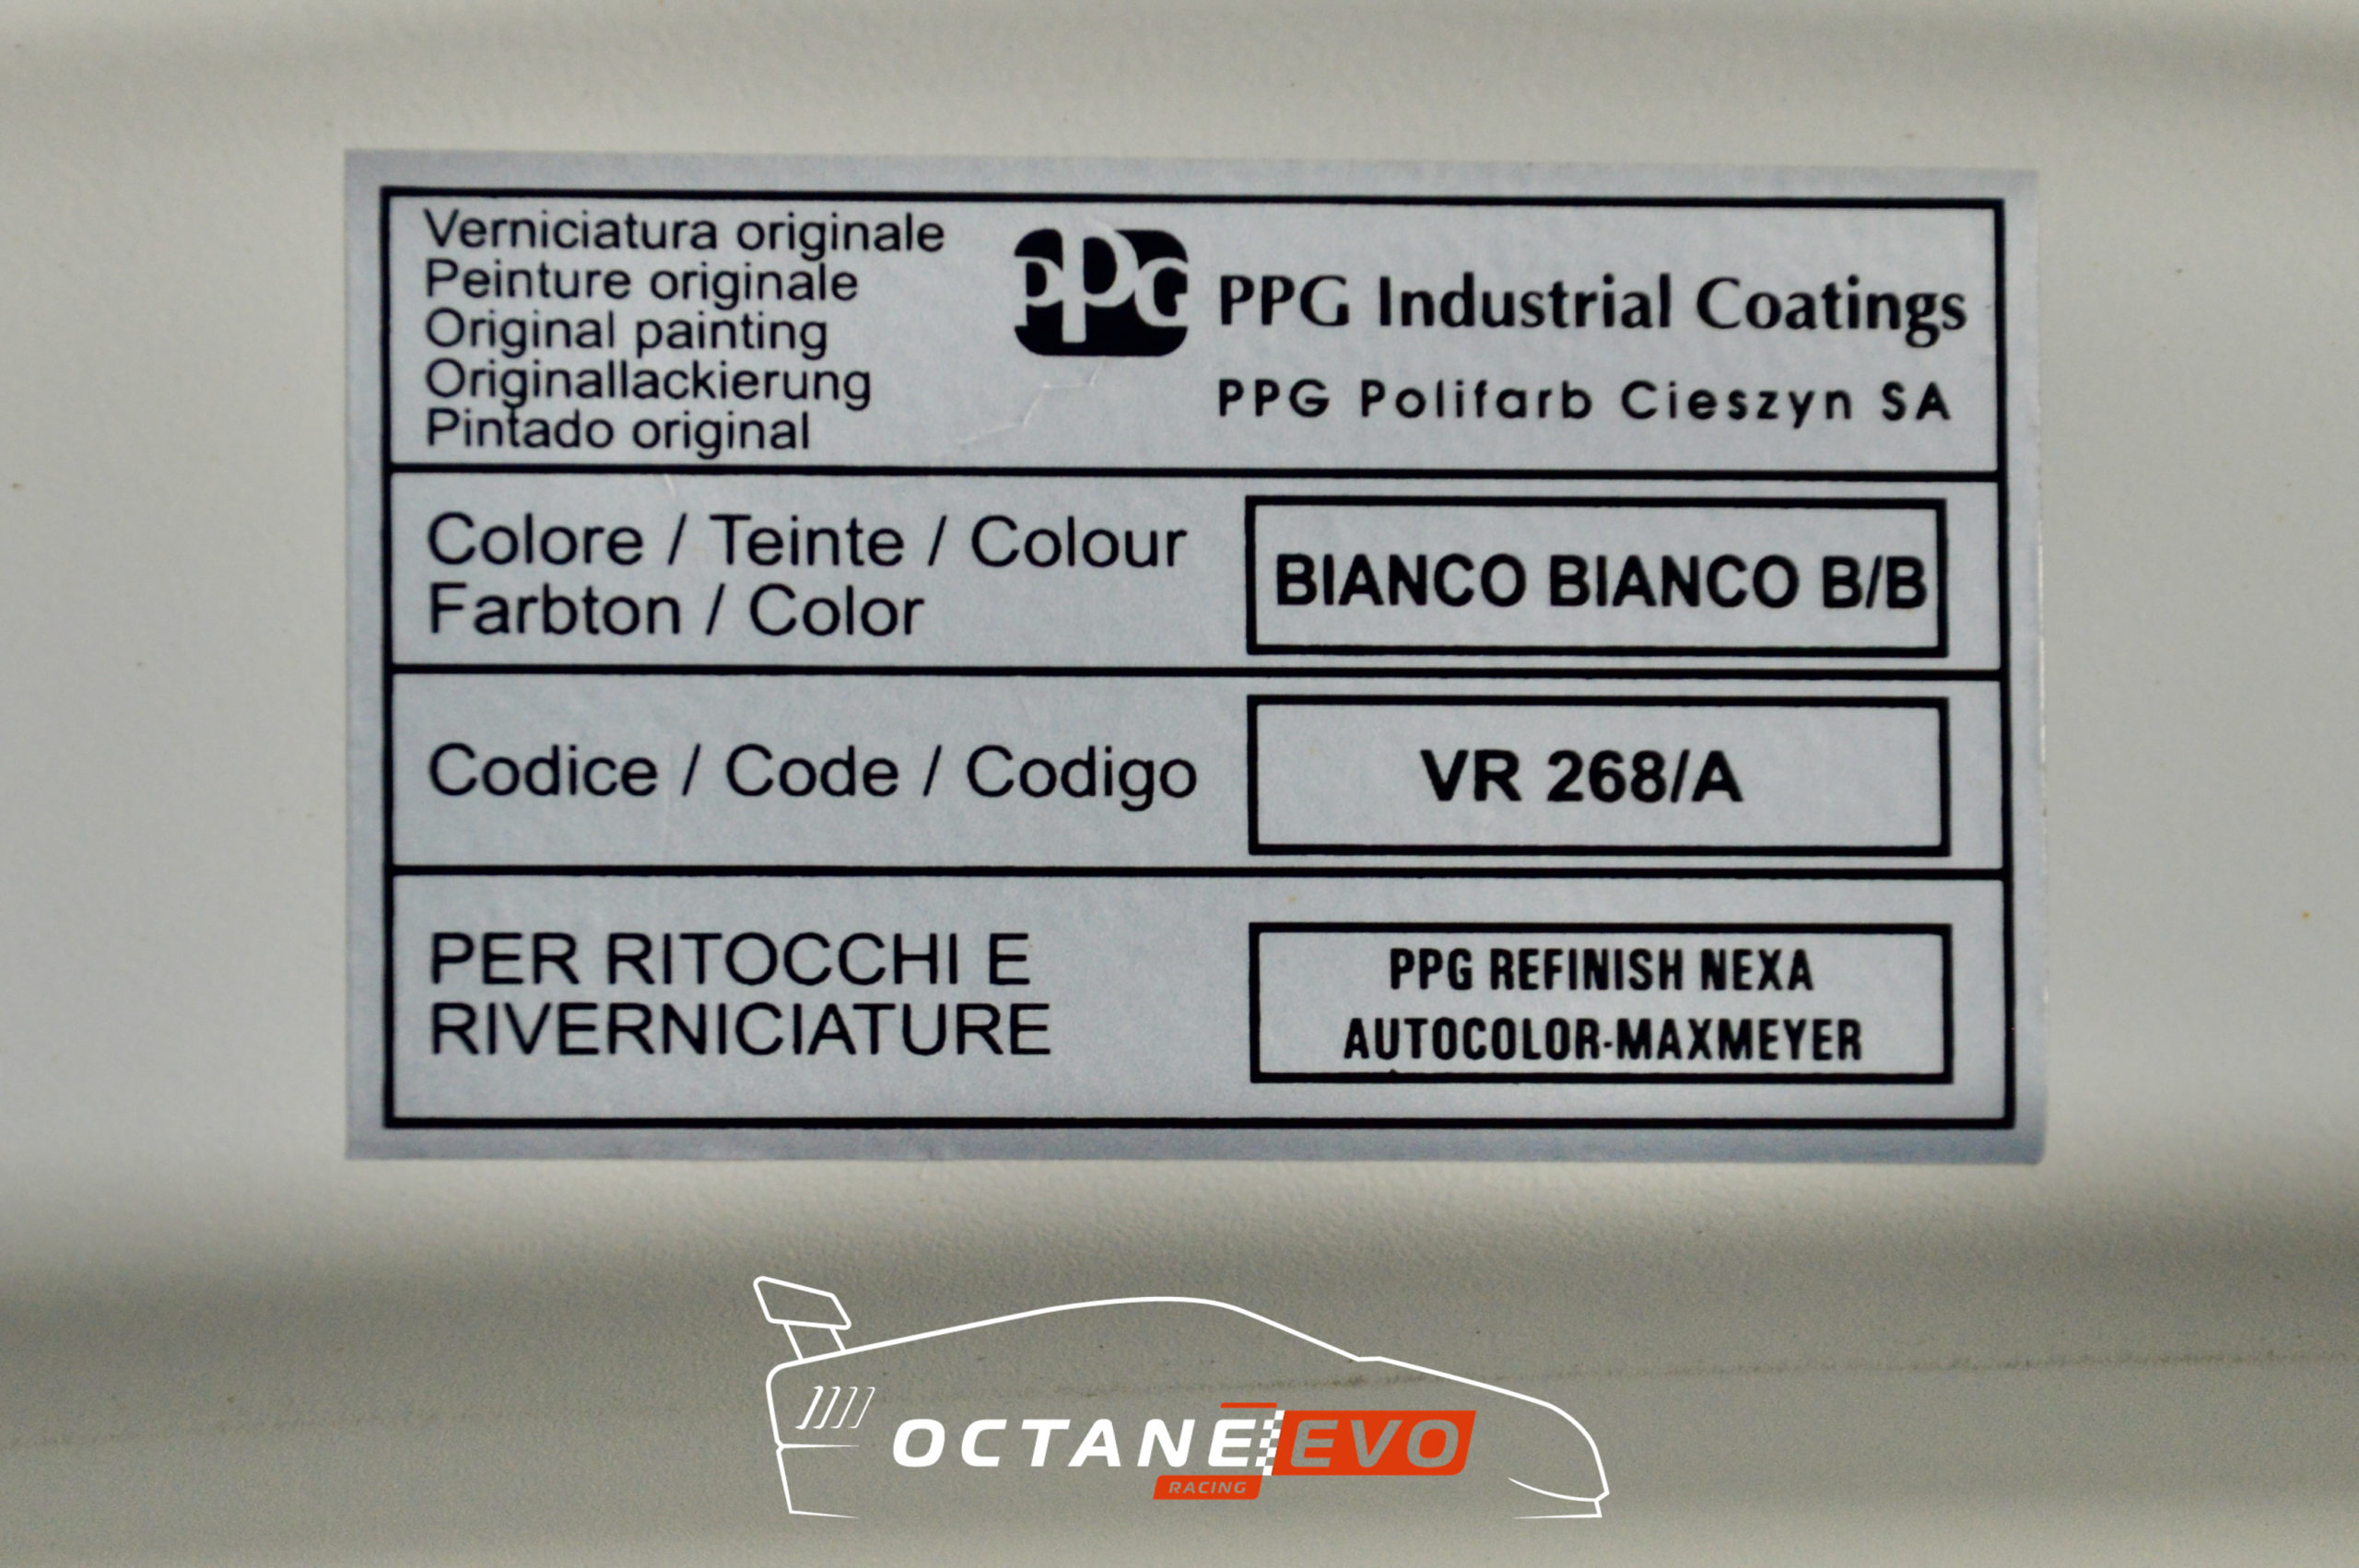 Verniciatura originale
Peinture originale
Original painting
Originallackierung
Pintado original
PPG
PPG Industrial Coatings
PPG Polifarb Cieszyn SA
Colore / Teinte / Colour
Farbton / Color
BIANCO BIANCO B/B
Codice / Code / Codigo
VR 268/A
PER RITOCCHI E
RIVERNICIATURE
PPG REFINISH NEXA
AUTOCOLOR-MAXMEYER
OCTANE EVO
RACING